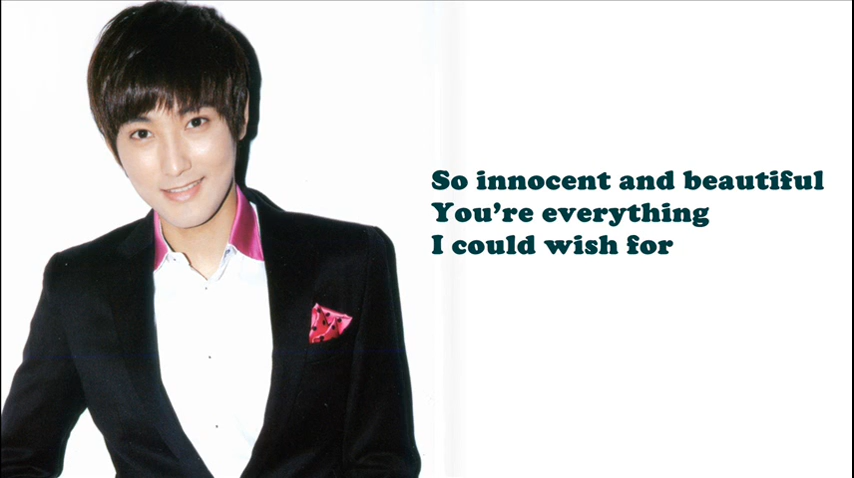 So innocent and beautiful
You’re everything
I could wish for